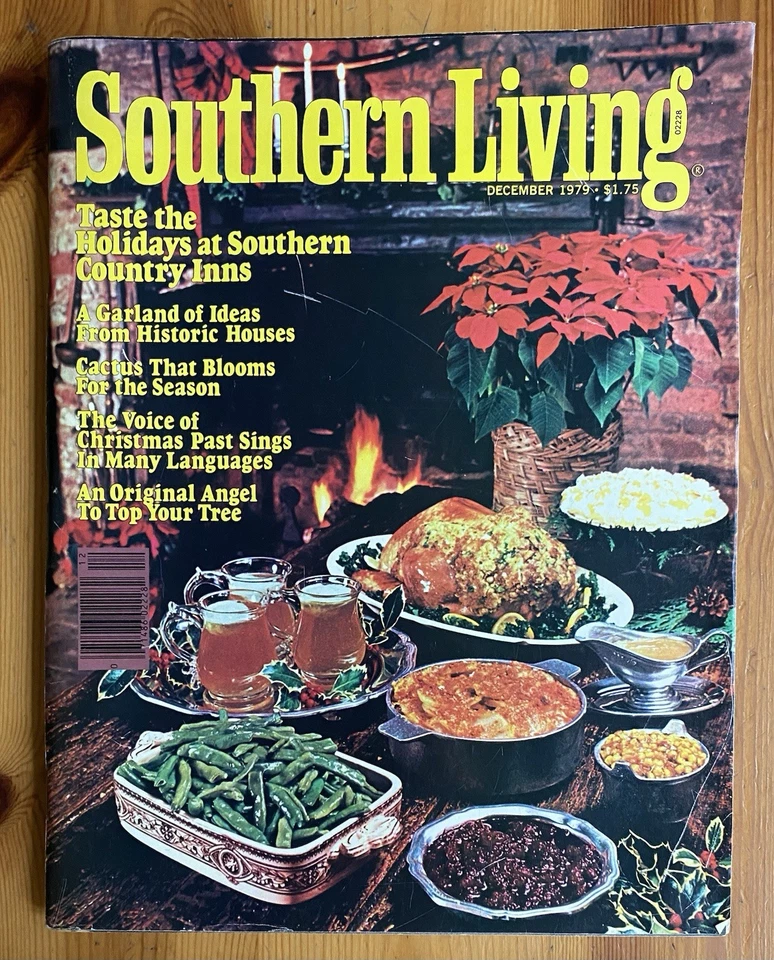 Southern Living
02228
®
DECEMBER 1979 • $1.75
Taste the
Holidays at Southern
Country Inns
A Garland of Ideas
From Historic Houses
Cactus That Blooms
For the Season
The Voice of
Christmas Past Sings
In Many Languages
An Original Angel
To Top Your Tree
12
0